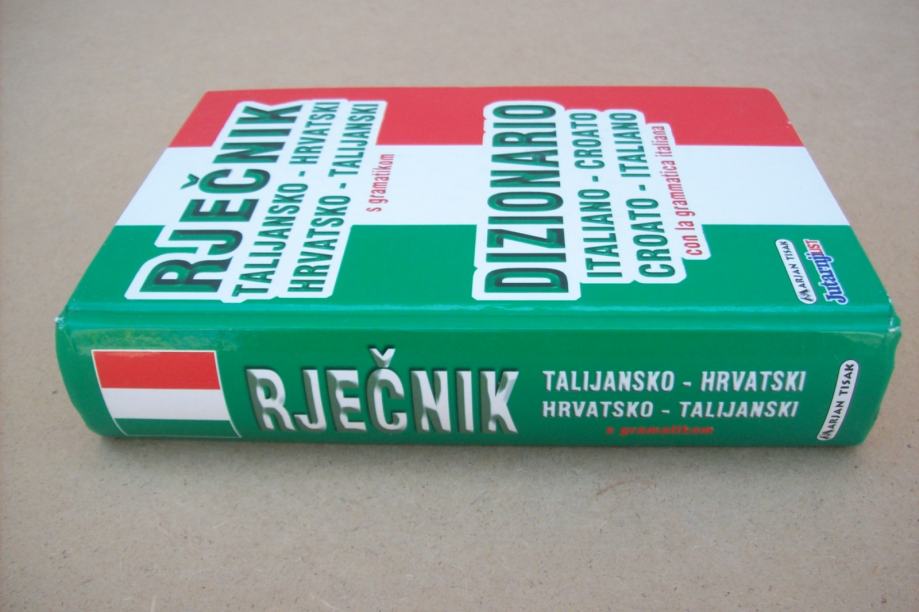 RJEČNIK
TALIJANSKO - HRVATSKI
HRVATSKO - TALIJANSKI
s gramatikom
DIZIONARIO
ITALIANO - CROATO
CROATO - ITALIANO
con la grammatica italiana
MARJAN TISAK
Jutarnji LIST
RJEČNIK
TALIJANSKO - HRVATSKI
HRVATSKO - TALIJANSKI
s gramatikom
MARJAN TISAK